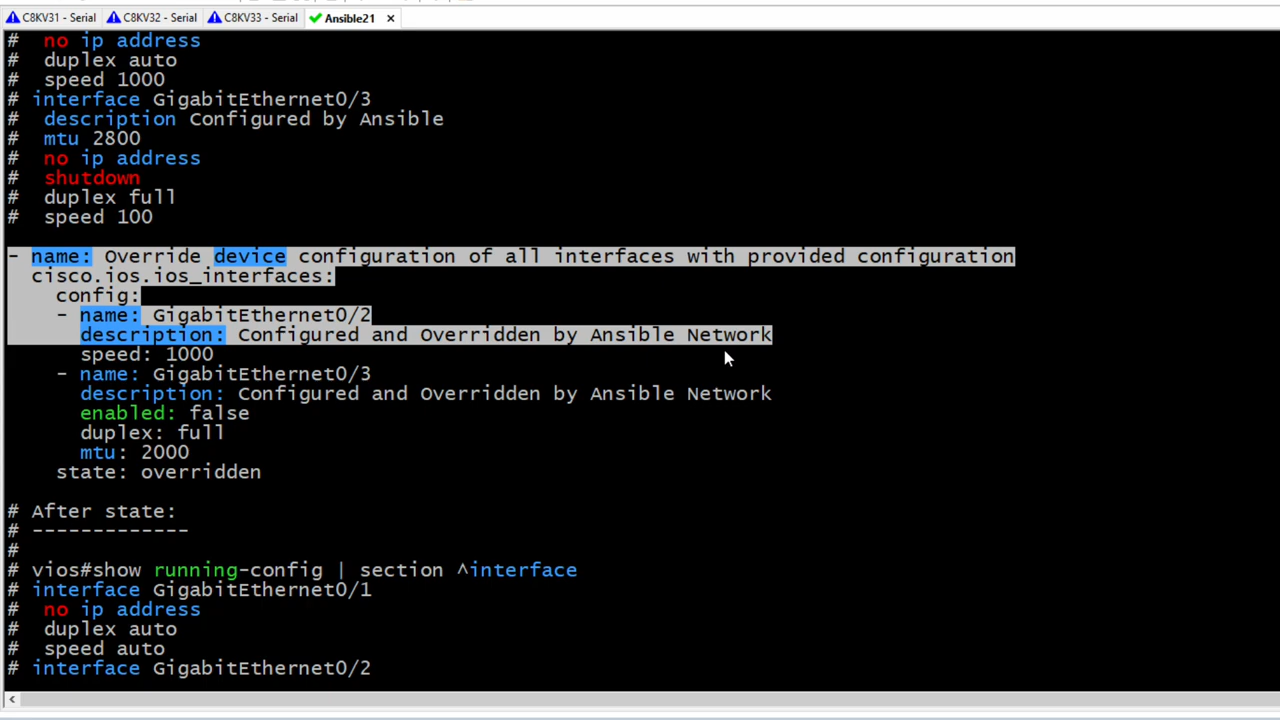 C8KV31 - Serial C8KV32 - Serial C8KV33 - Serial Ansible21 ×
#  no ip address
#  duplex auto
#  speed 1000
# interface GigabitEthernet0/3
#  description Configured by Ansible
#  mtu 2800
#  no ip address
#  shutdown
#  duplex full
#  speed 100
- name: Override device configuration of all interfaces with provided configuration
  cisco.ios.ios_interfaces:
    config:
    - name: GigabitEthernet0/2
      description: Configured and Overridden by Ansible Network
      speed: 1000
    - name: GigabitEthernet0/3
      description: Configured and Overridden by Ansible Network
      enabled: false
      duplex: full
      mtu: 2000
    state: overridden
# After state:
# -------------
#
# vios#show running-config | section ^interface
# interface GigabitEthernet0/1
#  no ip address
#  duplex auto
#  speed auto
# interface GigabitEthernet0/2